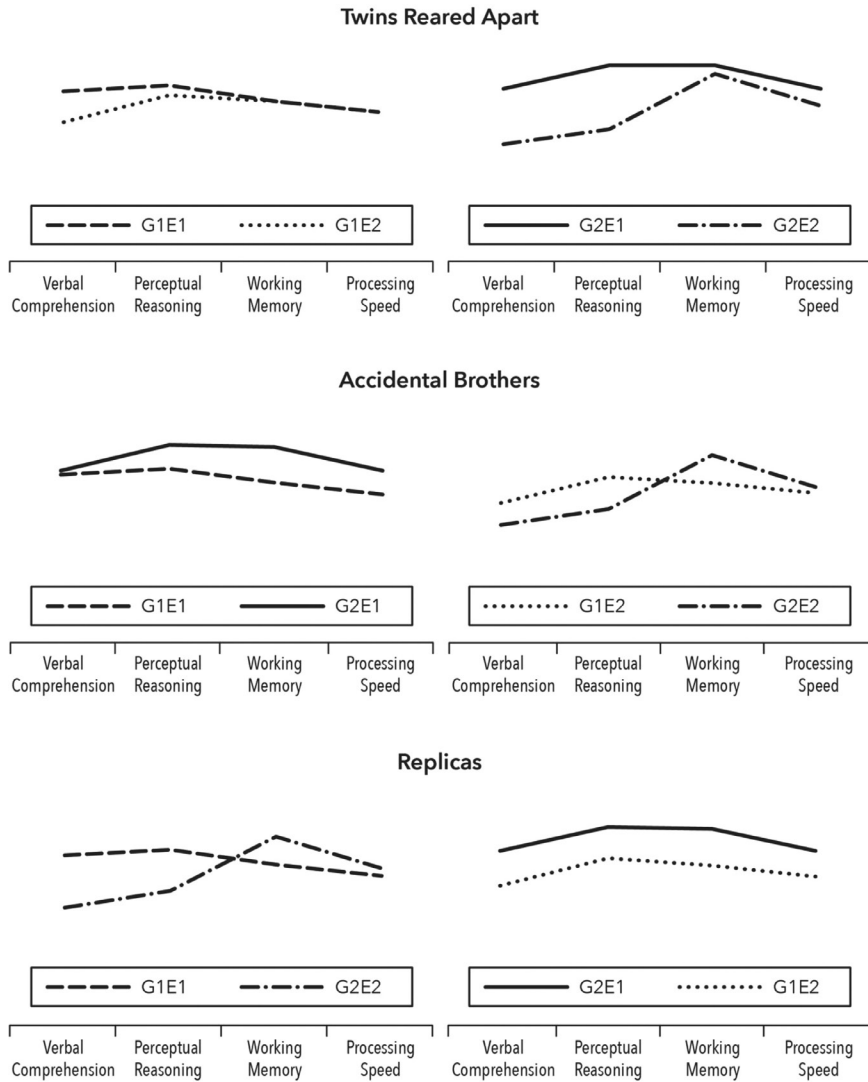 Twins Reared Apart
G1E1 G1E2
Verbal Perceptual Working Processing
Comprehension Reasoning Memory Speed
G2E1 G2E2
Verbal Perceptual Working Processing
Comprehension Reasoning Memory Speed
Accidental Brothers
G1E1 G2E1
Verbal Perceptual Working Processing
Comprehension Reasoning Memory Speed
G1E2 G2E2
Verbal Perceptual Working Processing
Comprehension Reasoning Memory Speed
Replicas
G1E1 G2E2
Verbal Perceptual Working Processing
Comprehension Reasoning Memory Speed
G2E1 G1E2
Verbal Perceptual Working Processing
Comprehension Reasoning Memory Speed